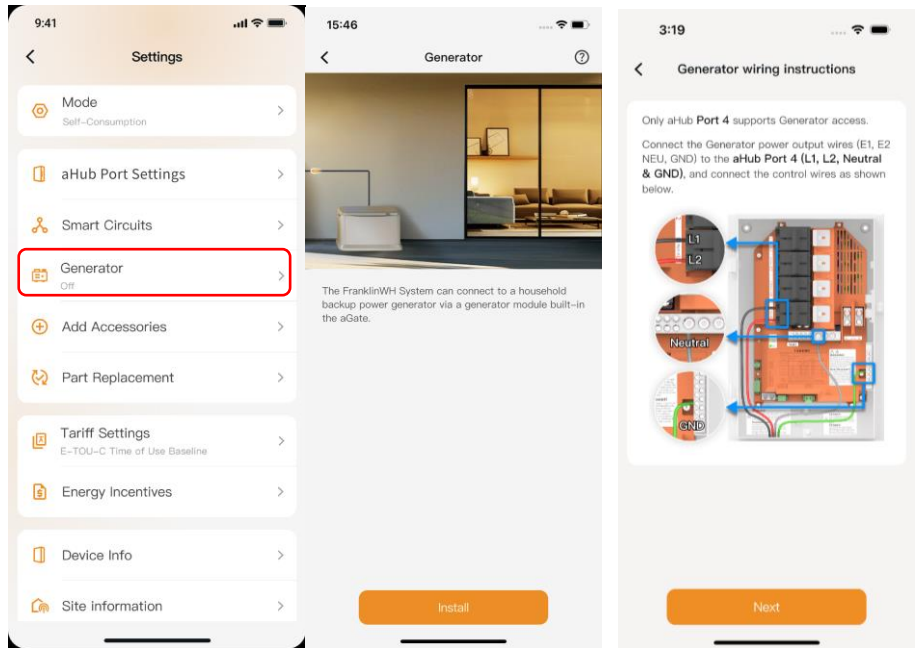 9:41
Settings
Mode
Self-Consumption
aHub Port Settings
Smart Circuits
Generator
Off
Add Accessories
Part Replacement
Tariff Settings
E-TOU-C Time of Use Baseline
Energy Incentives
Device Info
Site information
15:46
Generator
The FranklinWH System can connect to a household
backup power generator via a generator module built-in
the aGate.
Install
3:19
Generator wiring instructions
Only aHub Port 4 supports Generator access.
Connect the Generator power output wires (E1, E2
NEU, GND) to the aHub Port 4 (L1, L2, Neutral
& GND), and connect the control wires as shown
below.
L1
L2
Neutral
GND
Next